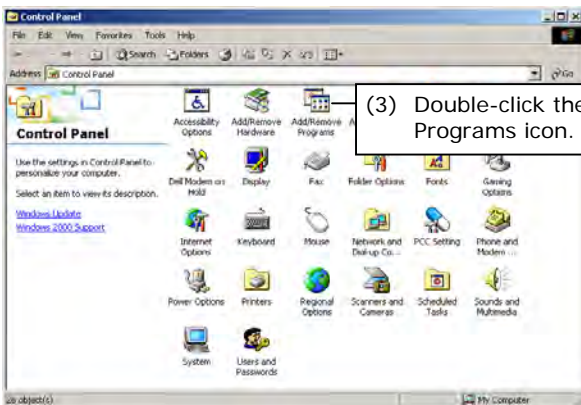 Control Panel
File Edit View Favorites Tools Help
Search Folders
Address Control Panel Go
(3) Double-click the
Programs icon.
Control Panel
Use the settings in Control Panel to
personalize your computer.
Select an item to view its description.
Windows Update
Windows 2000 Support
Accessibility
Options
Add/Remove
Hardware
Add/Remove
Programs
Dell Modem on
Hold
Display
Fax
Folder Options
Fonts
Gaming
Options
Internet
Options
Keyboard
Mouse
Network and
Dial-up Co...
PCC Setting
Phone and
Modem ...
Power Options
Printers
Regional
Options
Scanners and
Cameras
Scheduled
Tasks
Sounds and
Multimedia
System
Users and
Passwords
object(s)
My Computer